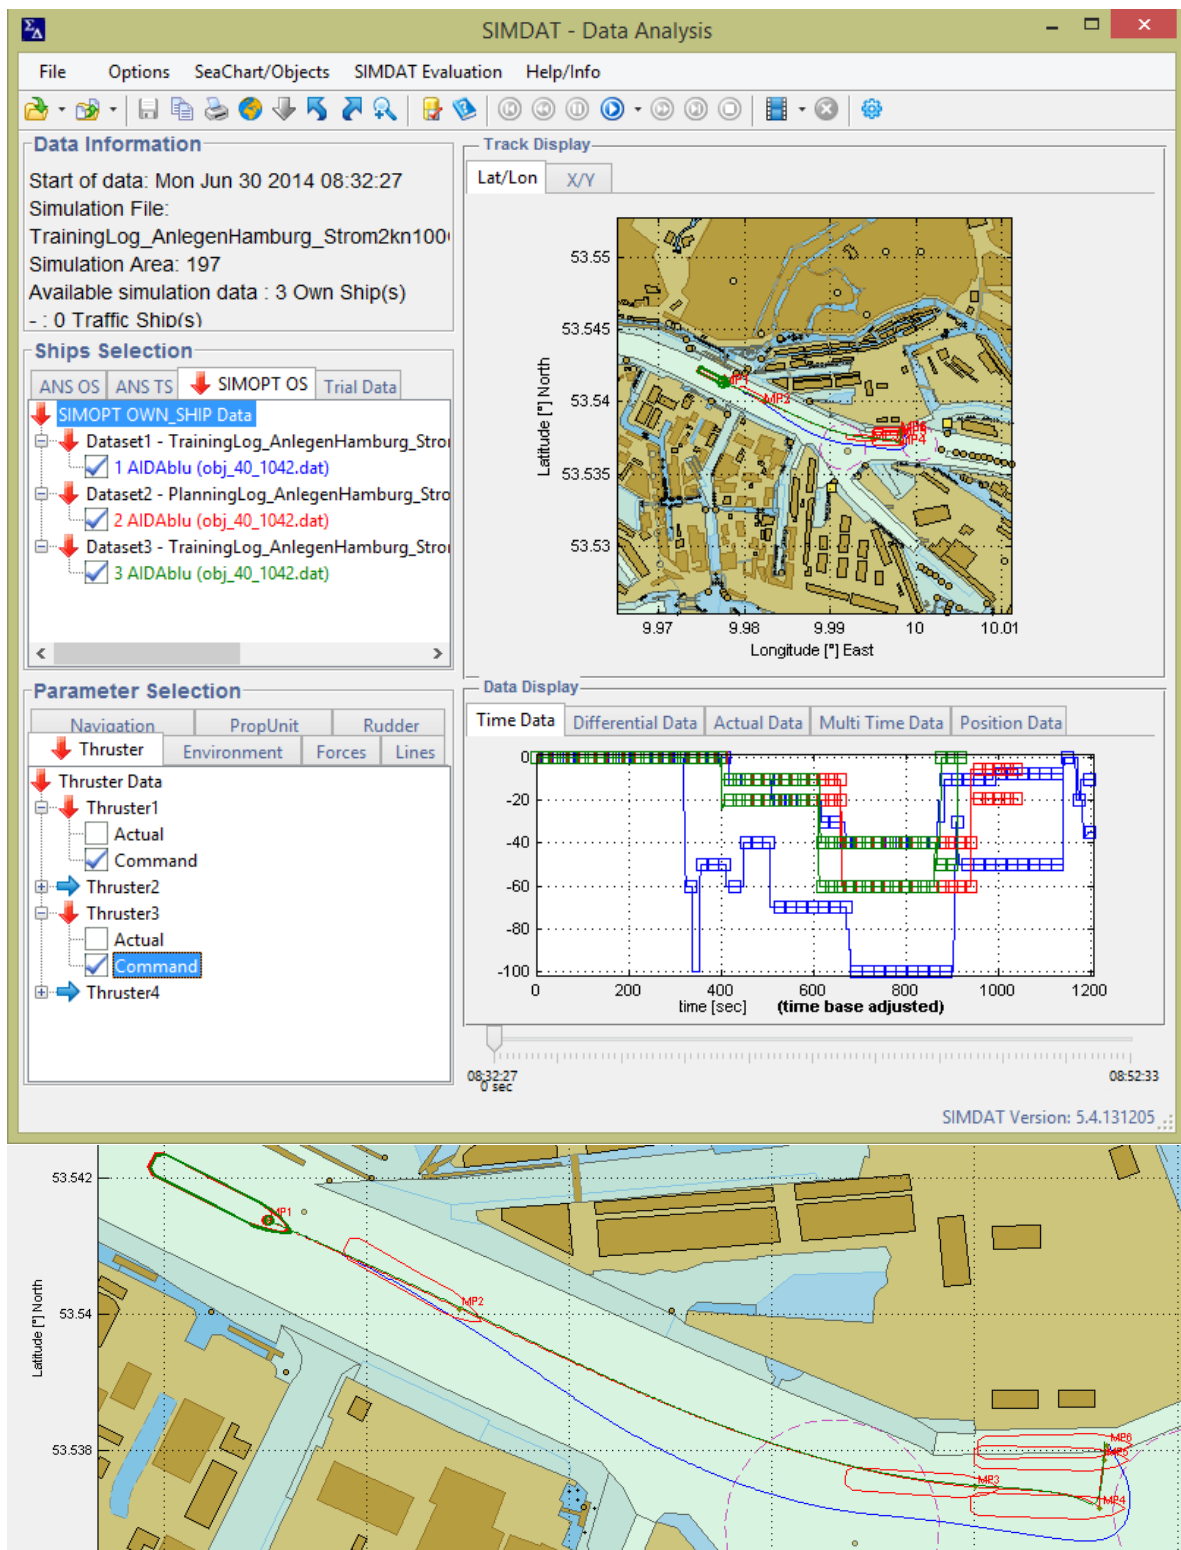 SIMDAT - Data Analysis
File Options SeaChart/Objects SIMDAT Evaluation Help/Info
Data Information
Start of data: Mon Jun 30 2014 08:32:27
Simulation File:
TrainingLog_AnlegenHamburg_Strom2kn100
Simulation Area: 197
Available simulation data : 3 Own Ship(s)
- : 0 Traffic Ship(s)
Ships Selection
ANS OS ANS TS SIMOPT OS Trial Data
SIMOPT OWN_SHIP Data
Dataset1 - TrainingLog_AnlegenHamburg_Stro
1 AIDAblu (obj_40_1042.dat)
Dataset2 - PlanningLog_AnlegenHamburg_Stro
2 AIDAblu (obj_40_1042.dat)
Dataset3 - TrainingLog_AnlegenHamburg_Stro
3 AIDAblu (obj_40_1042.dat)
Parameter Selection
Navigation PropUnit Rudder
Thruster Environment Forces Lines
Thruster Data
Thruster1
Actual
Command
Thruster2
Thruster3
Actual
Command
Thruster4
Track Display
Lat/Lon X/Y
53.55
53.545
53.54
53.535
53.53
Latitude [°] North
MP1
MP2
MP4
9.97 9.98 9.99 10 10.01
Longitude [°] East
Data Display
Time Data Differential Data Actual Data Multi Time Data Position Data
0
-20
-40
-60
-80
-100
0 200 400 600 800 1000 1200
time [sec] (time base adjusted)
08:32:27
0 sec
08:52:33
SIMDAT Version: 5.4.131205
53.542
53.54
53.538
Latitude [°] North
MP1
MP2
MP6
MP5
MP3
MP4